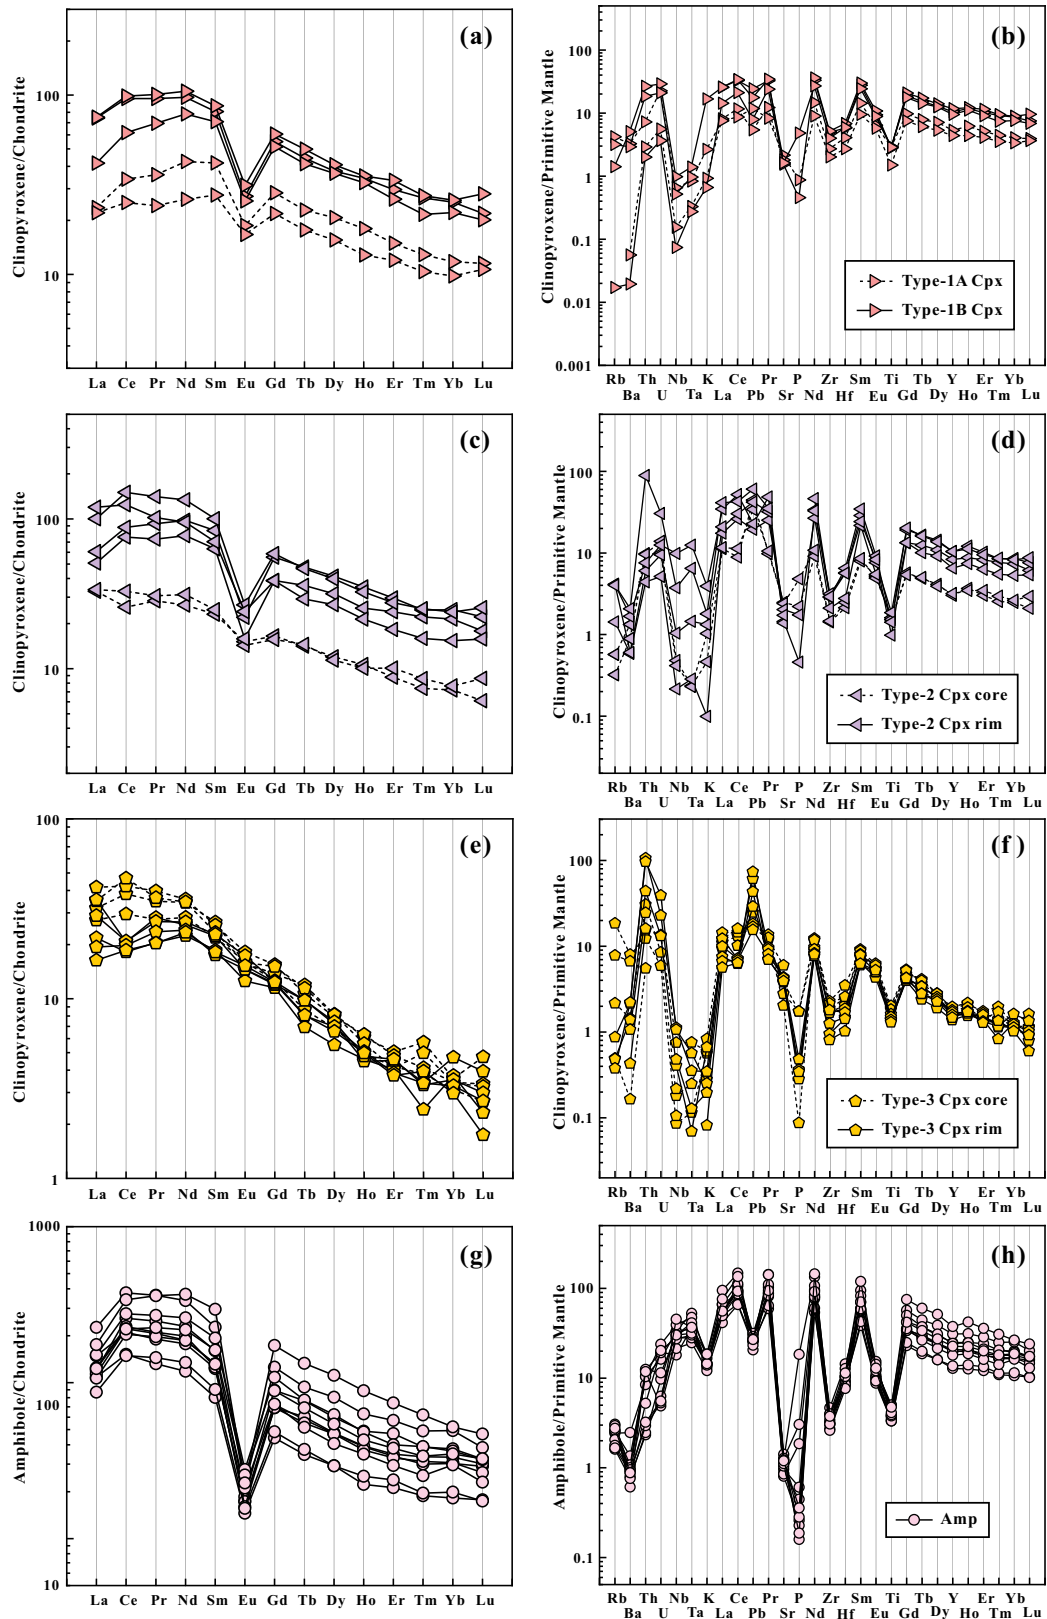 (a)
Clinopyroxene/Chondrite
100
10
La Ce Pr Nd Sm Eu Gd Tb Dy Ho Er Tm Yb Lu
(b)
Clinopyroxene/Primitive Mantle
100
10
1
0.1
0.01
0.001
Type-1A Cpx
Type-1B Cpx
Rb Th Nb K Ce Pr P Zr Sm Ti Tb Y Er Yb
Ba U Ta La Pb Sr Nd Hf Eu Gd Dy Ho Tm Lu
(c)
Clinopyroxene/Chondrite
100
10
La Ce Pr Nd Sm Eu Gd Tb Dy Ho Er Tm Yb Lu
(d)
Clinopyroxene/Primitive Mantle
100
10
1
0.1
Type-2 Cpx core
Type-2 Cpx rim
Rb Th Nb K Ce Pr P Zr Sm Ti Tb Y Er Yb
Ba U Ta La Pb Sr Nd Hf Eu Gd Dy Ho Tm Lu
(e)
Clinopyroxene/Chondrite
100
10
1
La Ce Pr Nd Sm Eu Gd Tb Dy Ho Er Tm Yb Lu
(f)
Clinopyroxene/Primitive Mantle
100
10
1
0.1
Type-3 Cpx core
Type-3 Cpx rim
Rb Th Nb K Ce Pr P Zr Sm Ti Tb Y Er Yb
Ba U Ta La Pb Sr Nd Hf Eu Gd Dy Ho Tm Lu
(g)
Amphibole/Chondrite
1000
100
10
La Ce Pr Nd Sm Eu Gd Tb Dy Ho Er Tm Yb Lu
(h)
Amphibole/Primitive Mantle
100
10
1
0.1
Amp
Rb Th Nb K Ce Pr P Zr Sm Ti Tb Y Er Yb
Ba U Ta La Pb Sr Nd Hf Eu Gd Dy Ho Tm Lu